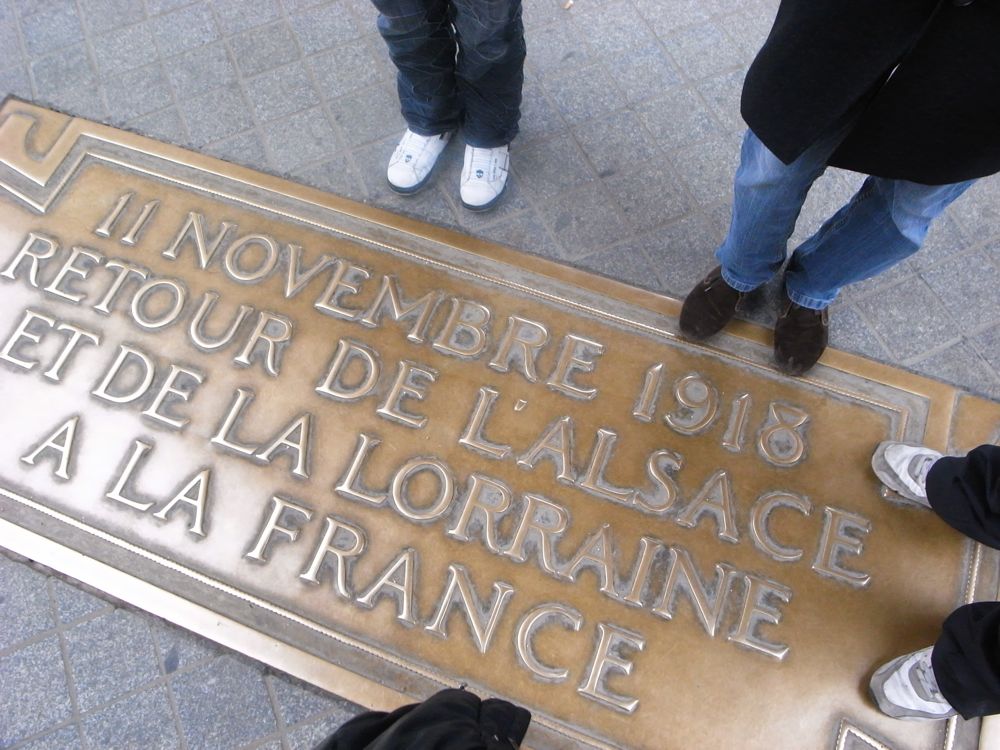 11 NOVEMBRE 1918
RETOUR DE L'ALSACE
ET DE LA LORRAINE
A LA FRANCE